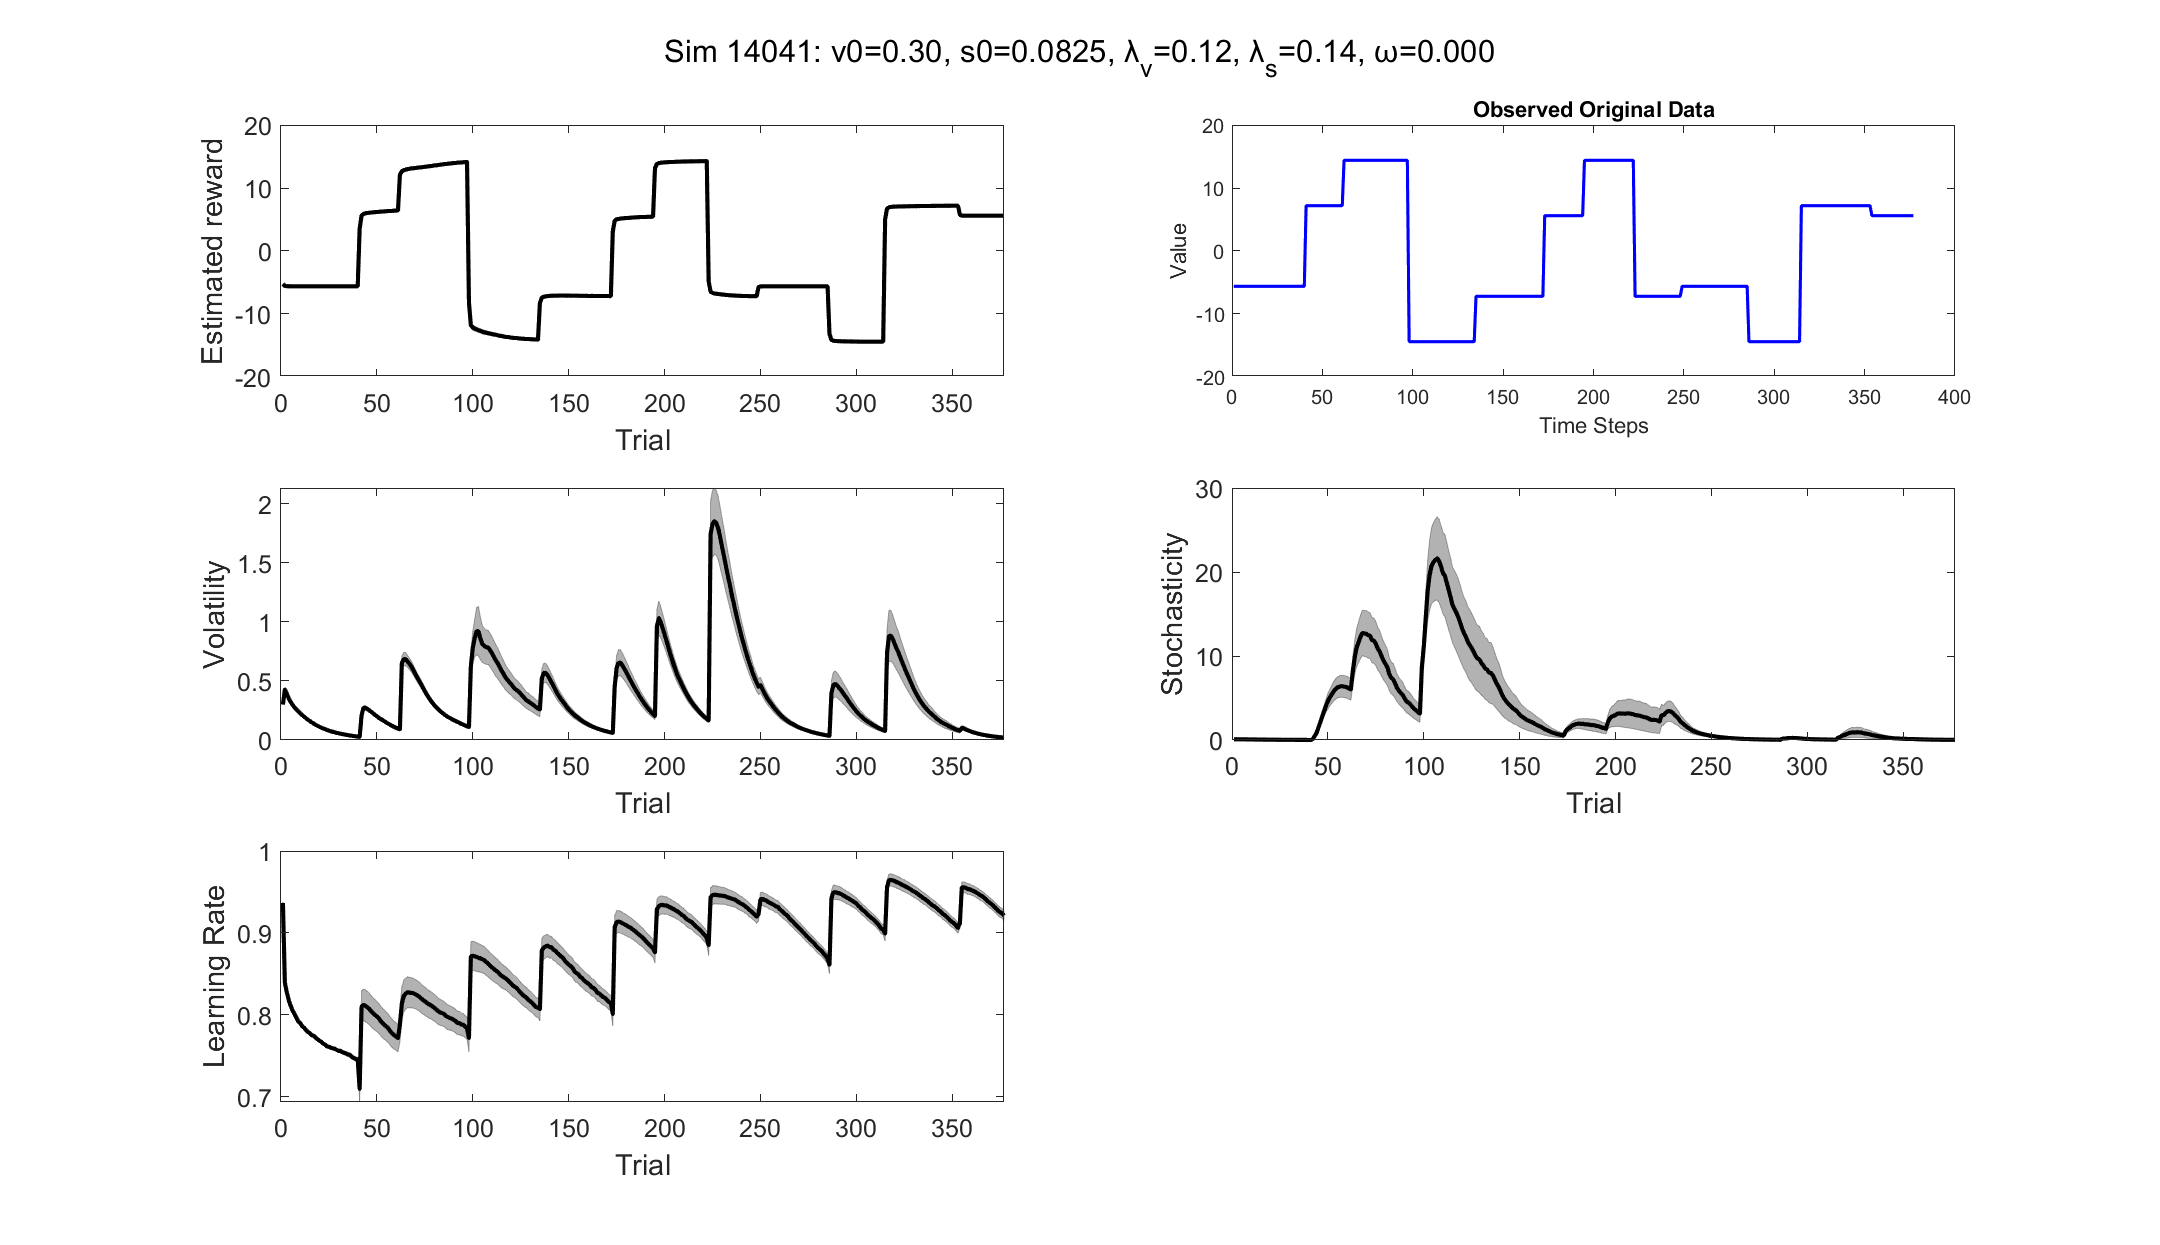 Sim 14041: v0=0.30, s0=0.0825, λv=0.12, λs=0.14, ω=0.000
Estimated reward
20
10
0
-10
-20
0 50 100 150 200 250 300 350
Trial
Observed Original Data
Value
20
10
0
-10
-20
0 50 100 150 200 250 300 350 400
Time Steps
Volatility
2
1.5
1
0.5
0
0 50 100 150 200 250 300 350
Trial
Stochasticity
30
20
10
0
0 50 100 150 200 250 300 350
Trial
Learning Rate
1
0.9
0.8
0.7
0 50 100 150 200 250 300 350
Trial